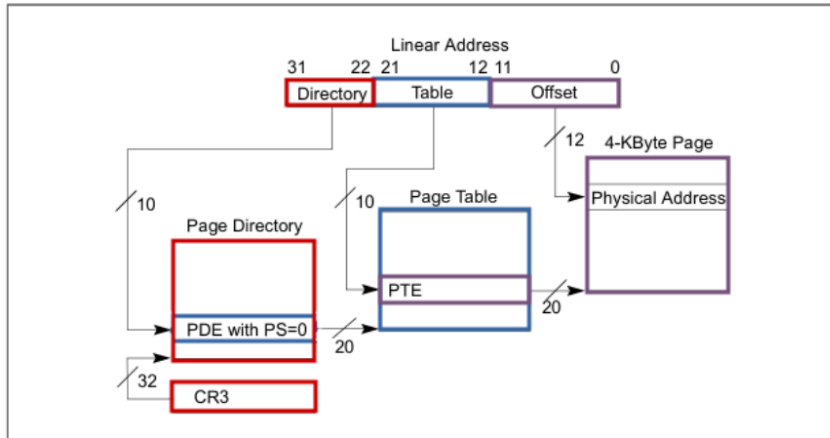 Linear Address
31 22 21 12 11 0
Directory Table Offset
12 4-KByte Page
10 10 Page Table Physical Address
Page Directory
PTE
20
PDE with PS=0
20
32
CR3